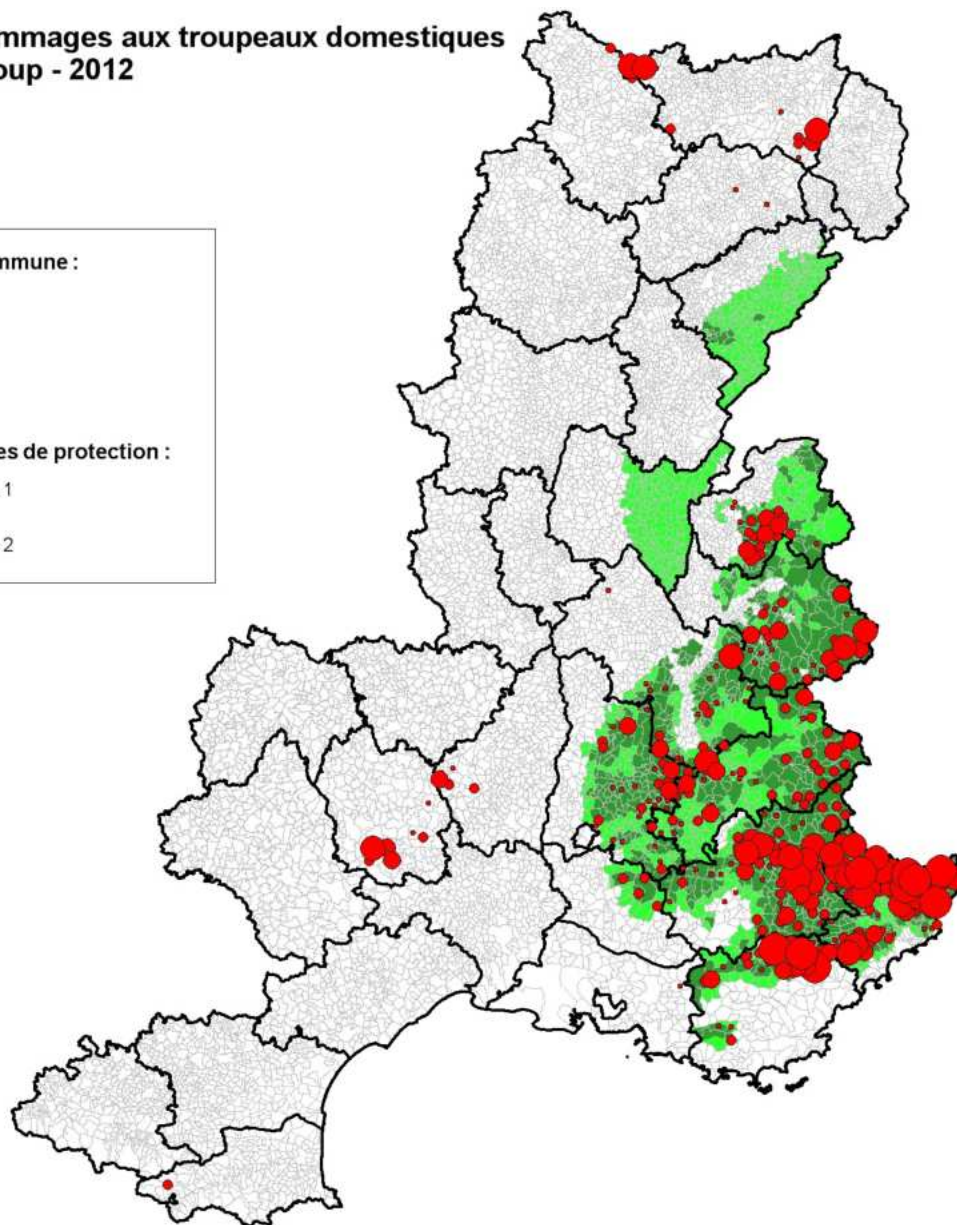 mmages aux troupeaux domestiques
oup - 2012
mmune :
es de protection :
1
2